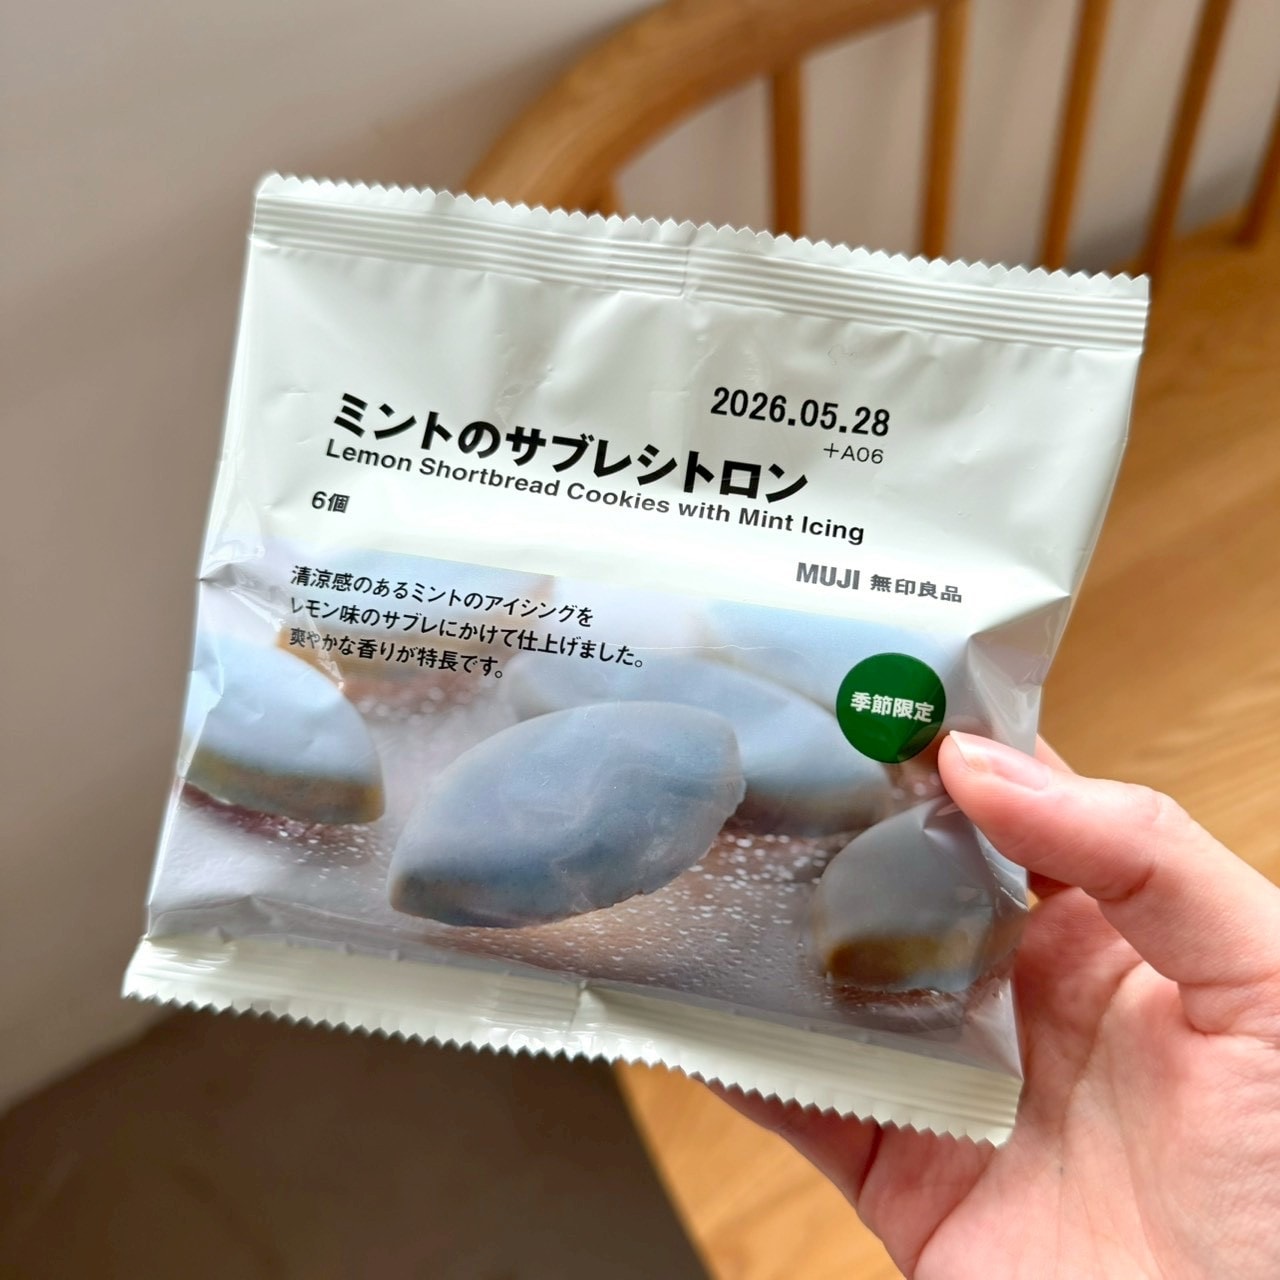 2026.05.28
+A06
ミントのサブレシトロン
Lemon Shortbread Cookies with Mint Icing
6個
MUJI 無印良品
清涼感のあるミントのアイシングを
レモン味のサブレにかけて仕上げました。
爽やかな香りが特長です。
季節限定